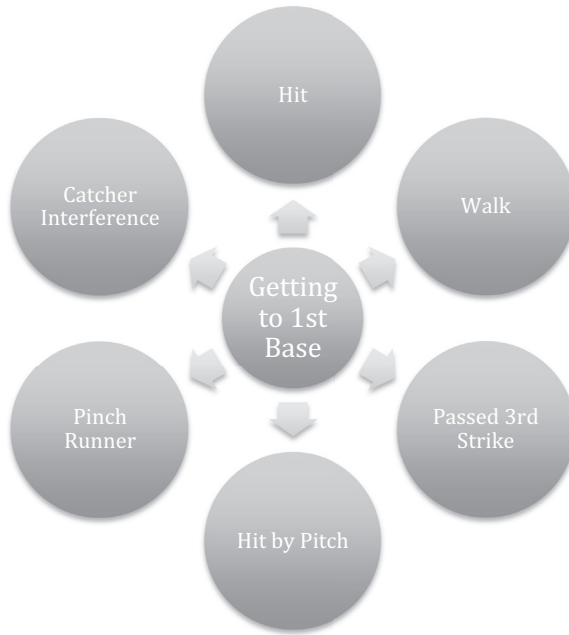 Hit
Walk
Passed 3rd
Strike
Hit by Pitch
Pinch
Runner
Catcher
Interference
Getting
to 1st
Base